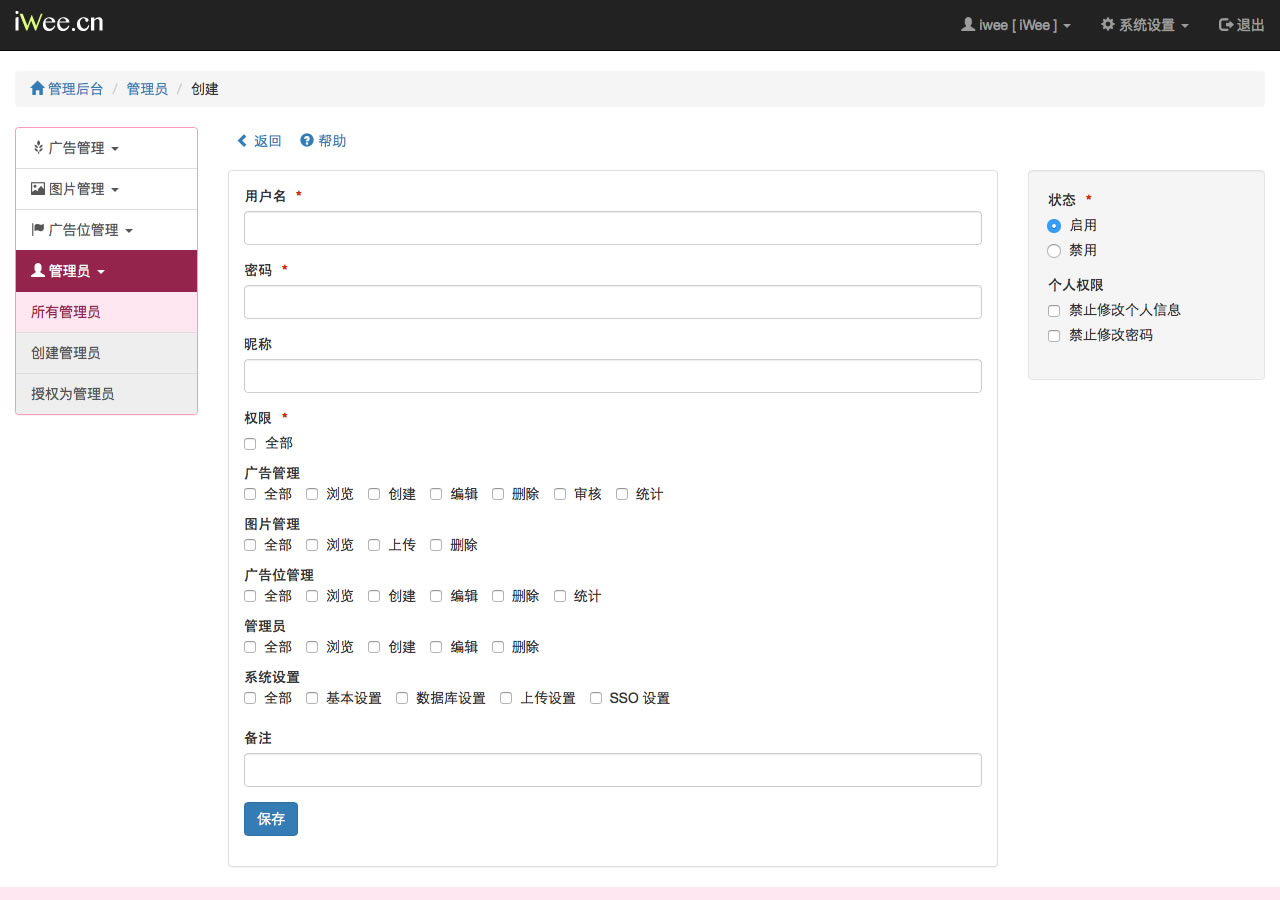 iWee.cn
iwee [ iWee ] 系统设置 退出
管理后台 / 管理员 / 创建
广告管理
图片管理
广告位管理
管理员
所有管理员
创建管理员
授权为管理员
返回 帮助
用户名 *
密码 *
昵称
权限 *
全部
广告管理
全部 浏览 创建 编辑 删除 审核 统计
图片管理
全部 浏览 上传 删除
广告位管理
全部 浏览 创建 编辑 删除 统计
管理员
全部 浏览 创建 编辑 删除
系统设置
全部 基本设置 数据库设置 上传设置 SSO 设置
备注
保存
状态 *
启用
禁用
个人权限
禁止修改个人信息
禁止修改密码